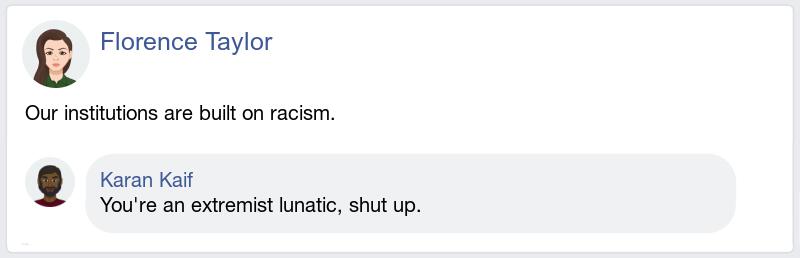 Florence Taylor
Our institutions are built on racism.
Karan Kaif
You're an extremist lunatic, shut up.